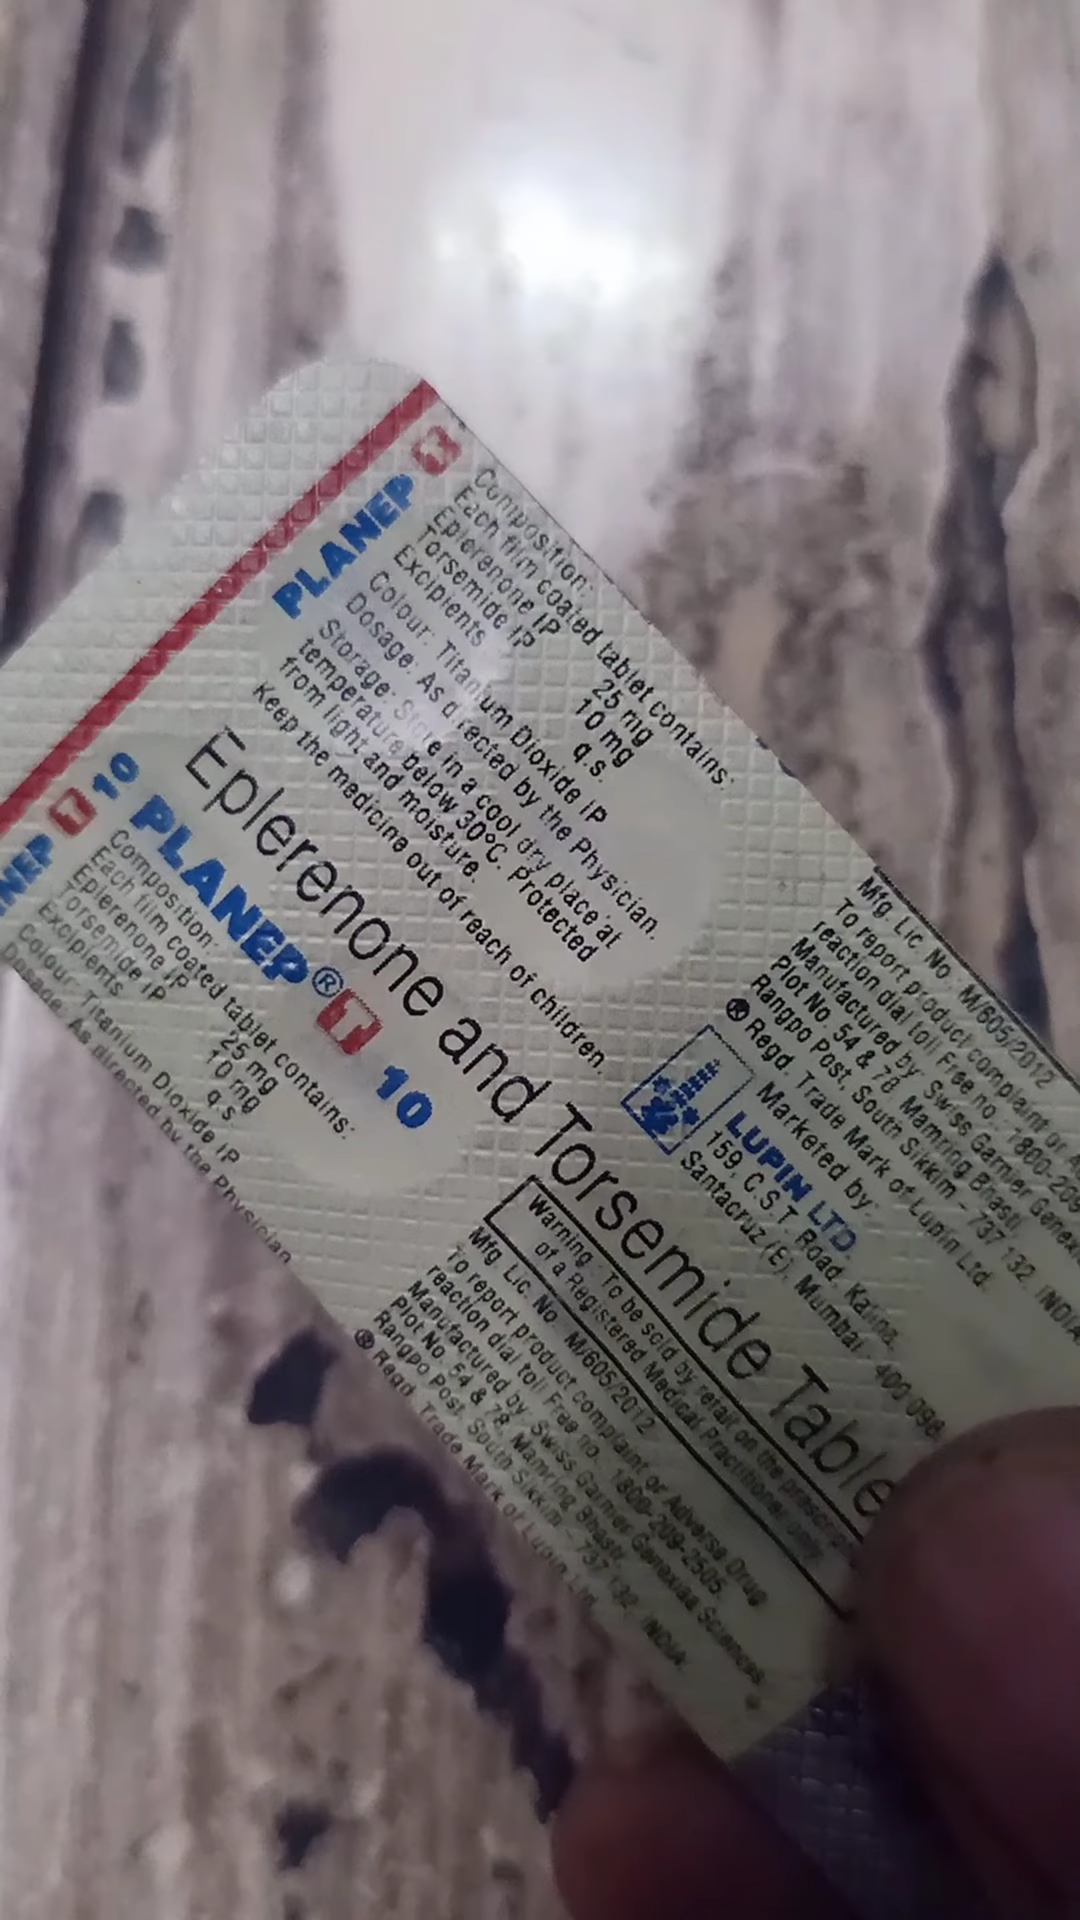 PLANEP T
Composition:
Each film coated tablet contains:
Eplerenone IP 25 mg
Torsemide IP 10 mg
Excipients q.s.
Colour: Titanium Dioxide IP
Dosage: As directed by the Physician.
Storage: Store in a cool dry place at
temperature below 30°C. Protected
from light and moisture.
Keep the medicine out of reach of children.
Eplerenone and Torsemide Table
PLANEP® T 10
NEP T 10
Composition:
Each film coated tablet contains:
Eplerenone IP 25 mg
Torsemide IP 10 mg
Excipients q.s
Colour: Titanium Dioxide IP
Dosage: As directed by the Physician
Mfg. Lic. No. M/605/2012
To report product complaint or
reaction dial toll Free no. 1800-209
Manufactured by: Swiss Garnier Genexi
Plot No. 54 & 78, Mamring Bhasti,
Rangpo Post, South Sikkim - 737 132. INDIA
® Regd. Trade Mark of Lupin Ltd.
Marketed by:
LUPIN LTD.
159, C.S.T. Road, Kalina,
Santacruz (E), Mumbai - 400 098.
Warning: To be sold by retail on the prescript
of a Registered Medical Practitioner only
Mfg. Lic. No. M/605/2012
To report product complaint or Adverse Drug
reaction dial toll Free no. 1800-209-2505.
Manufactured by: Swiss Garnier Genexiaa Sciences
Plot No. 54 & 78, Mamring Bhasti,
Rangpo Post, South Sikkim - 737 132. INDIA.
® Regd. Trade Mark of Lupin Ltd.